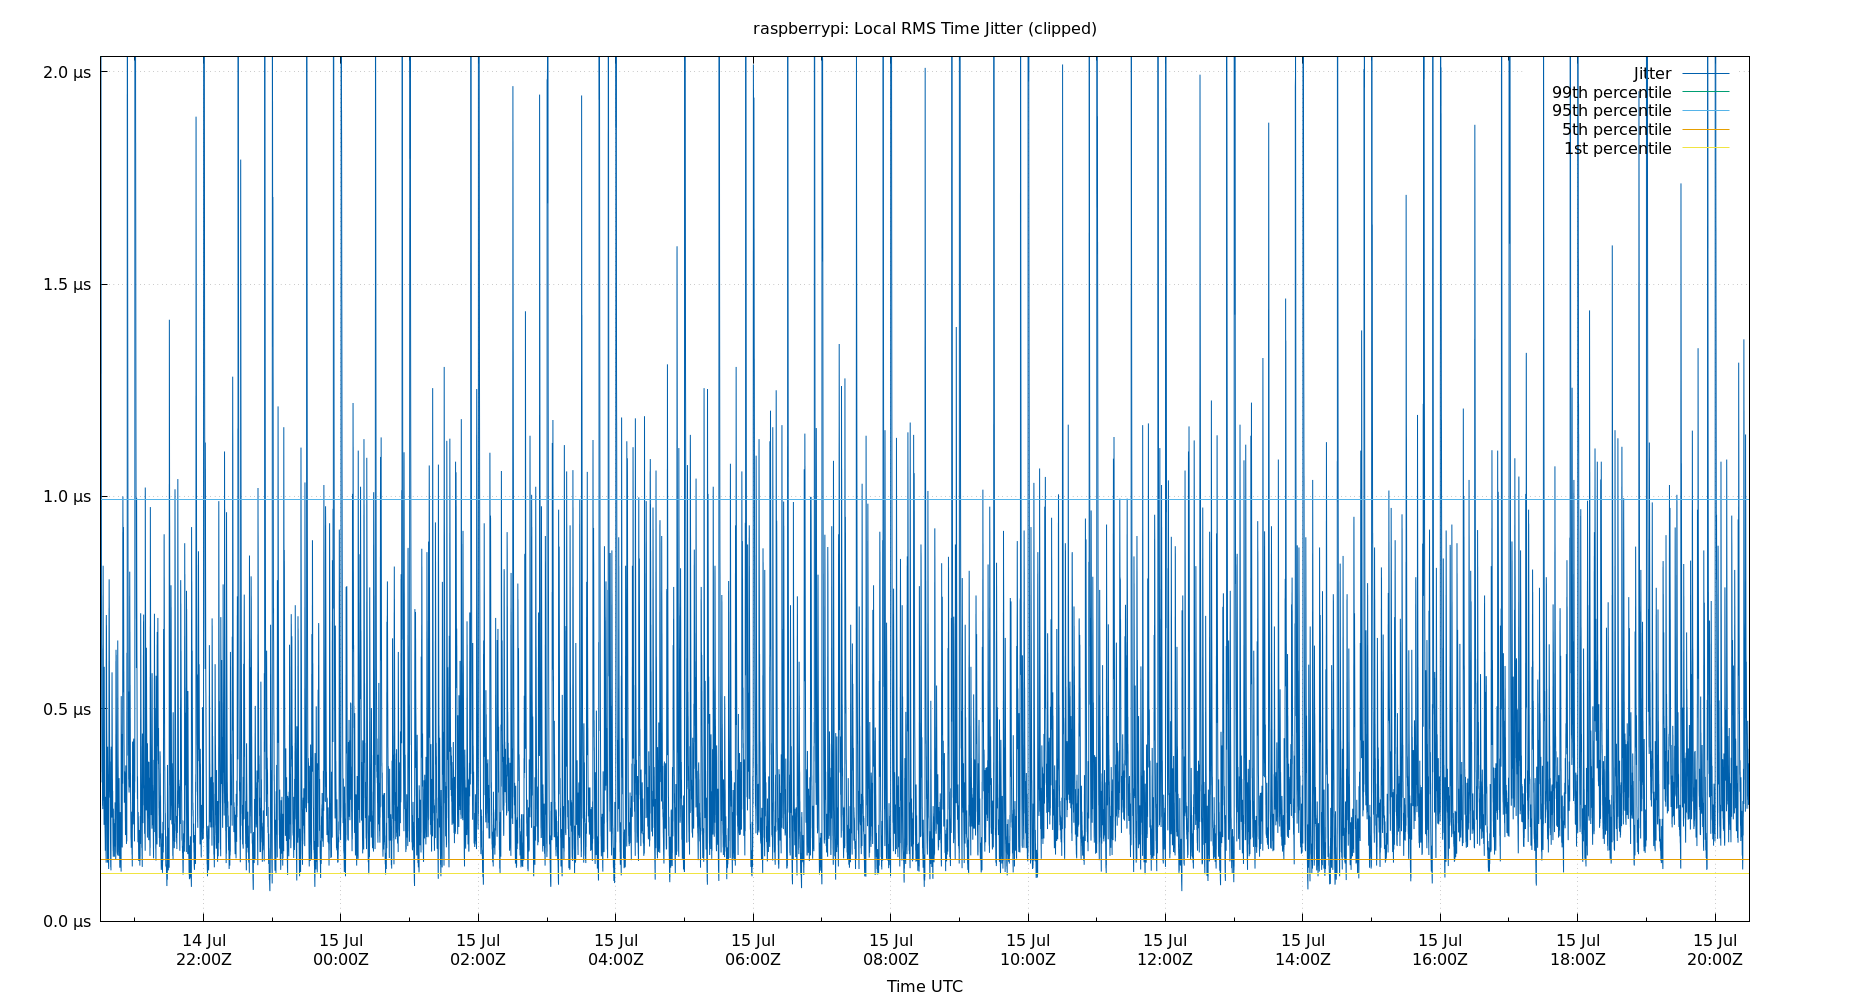 raspberrypi: Local RMS Time Jitter (clipped)
2.0 µs
1.5 µs
1.0 µs
0.5 µs
0.0 µs
Jitter
99th percentile
95th percentile
5th percentile
1st percentile
14 Jul 15 Jul 15 Jul 15 Jul 15 Jul 15 Jul 15 Jul 15 Jul 15 Jul 15 Jul 15 Jul 15 Jul
22:00Z 00:00Z 02:00Z 04:00Z 06:00Z 08:00Z 10:00Z 12:00Z 14:00Z 16:00Z 18:00Z 20:00Z
Time UTC